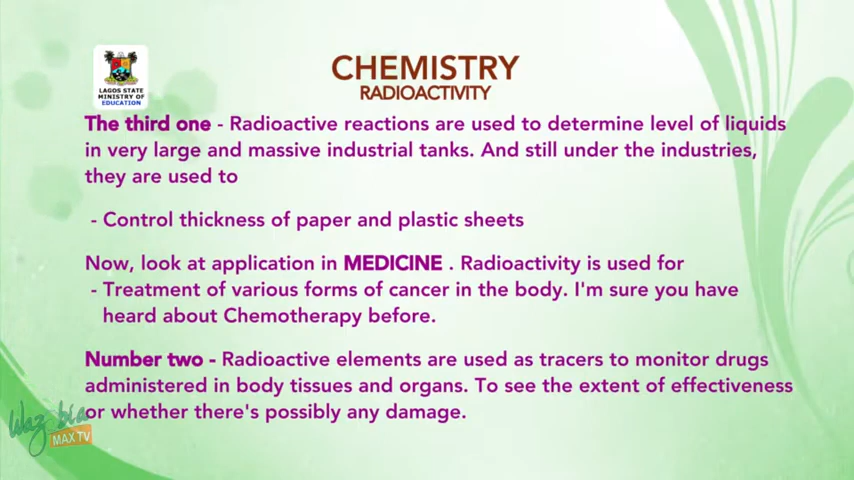 CHEMISTRY
RADIOACTIVITY
LAGOS STATE
MINISTRY OF
EDUCATION
The third one - Radioactive reactions are used to determine level of liquids
in very large and massive industrial tanks. And still under the industries,
they are used to
- Control thickness of paper and plastic sheets
Now, look at application in MEDICINE . Radioactivity is used for
- Treatment of various forms of cancer in the body. I'm sure you have
heard about Chemotherapy before.
Number two - Radioactive elements are used as tracers to monitor drugs
administered in body tissues and organs. To see the extent of effectiveness
or whether there's possibly any damage.
Wazobia
MAX TV